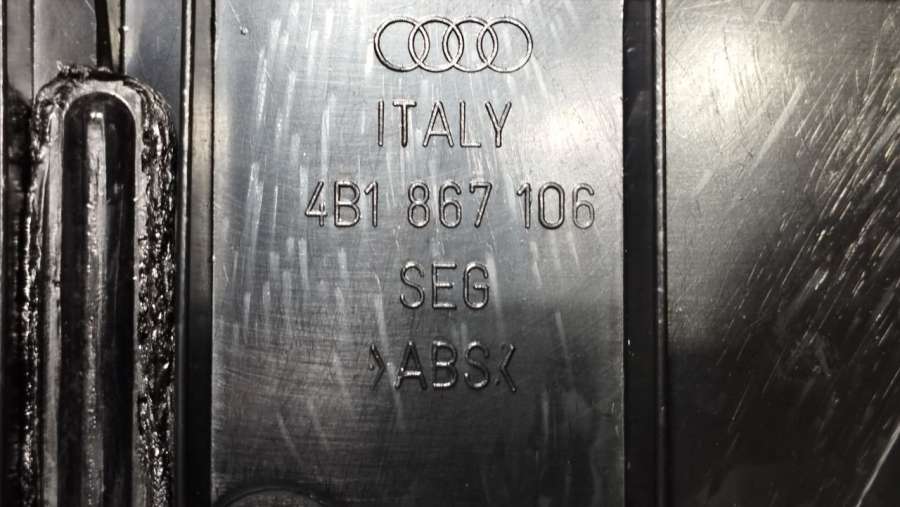 ITALY
4B1 867 106
SEG
>ABS<